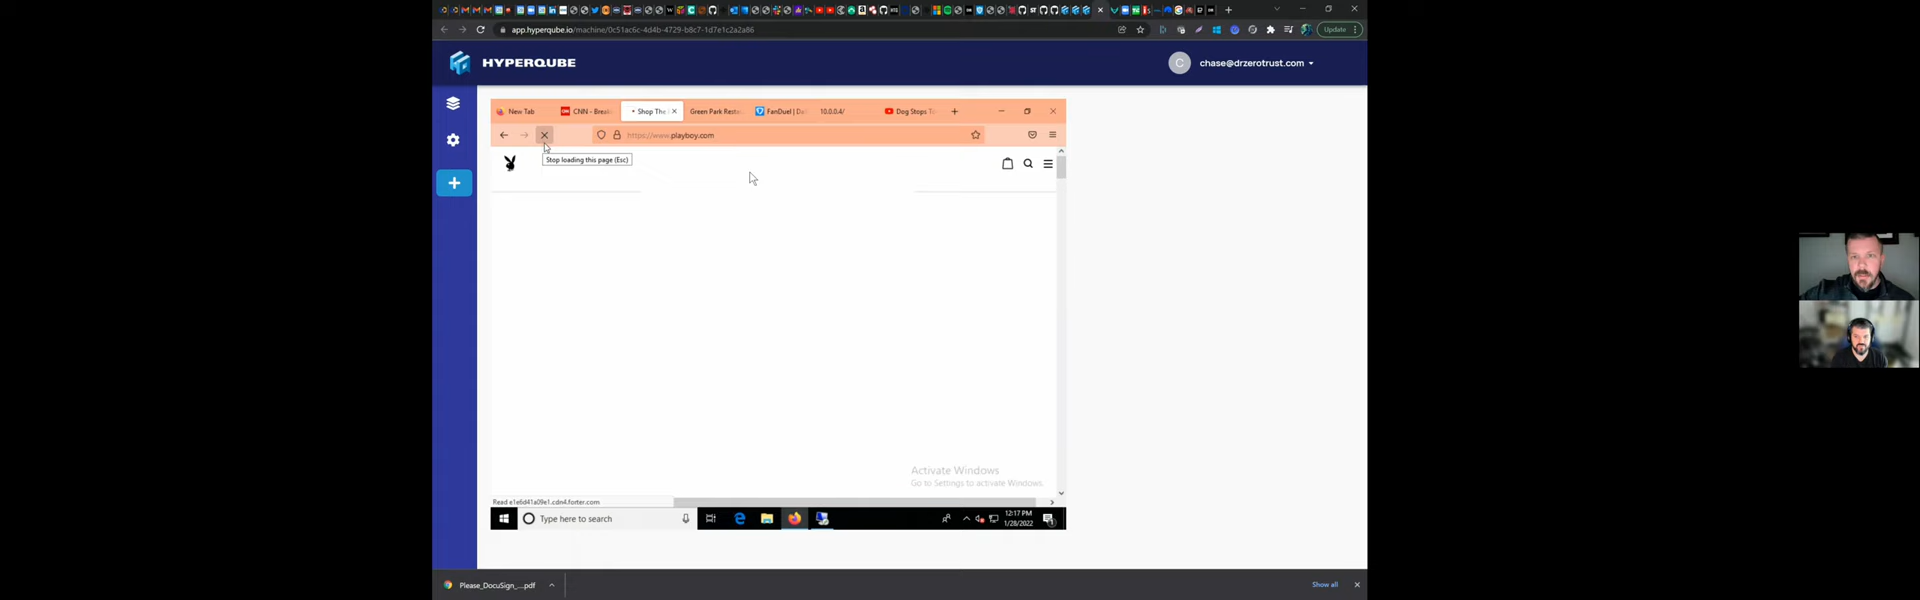 app.hyperqube.io/machine/0c51ac6c-4d4b-4729-b8c7-1d7e1c2a2a86
Update
HYPERQUBE
C
chase@drzerotrust.com
New Tab
CNN - Break
Shop The
Green Park Resta
FanDuel | Da
10.0.0.4/
Dog Stops T
https://www.playboy.com
Stop loading this page (Esc)
Activate Windows
Go to Settings to activate Windows.
Read e1e6d41a09e1.cdn4.forter.com
Type here to search
12:17 PM
1/28/2022
Please_DocuSign_....pdf
Show all